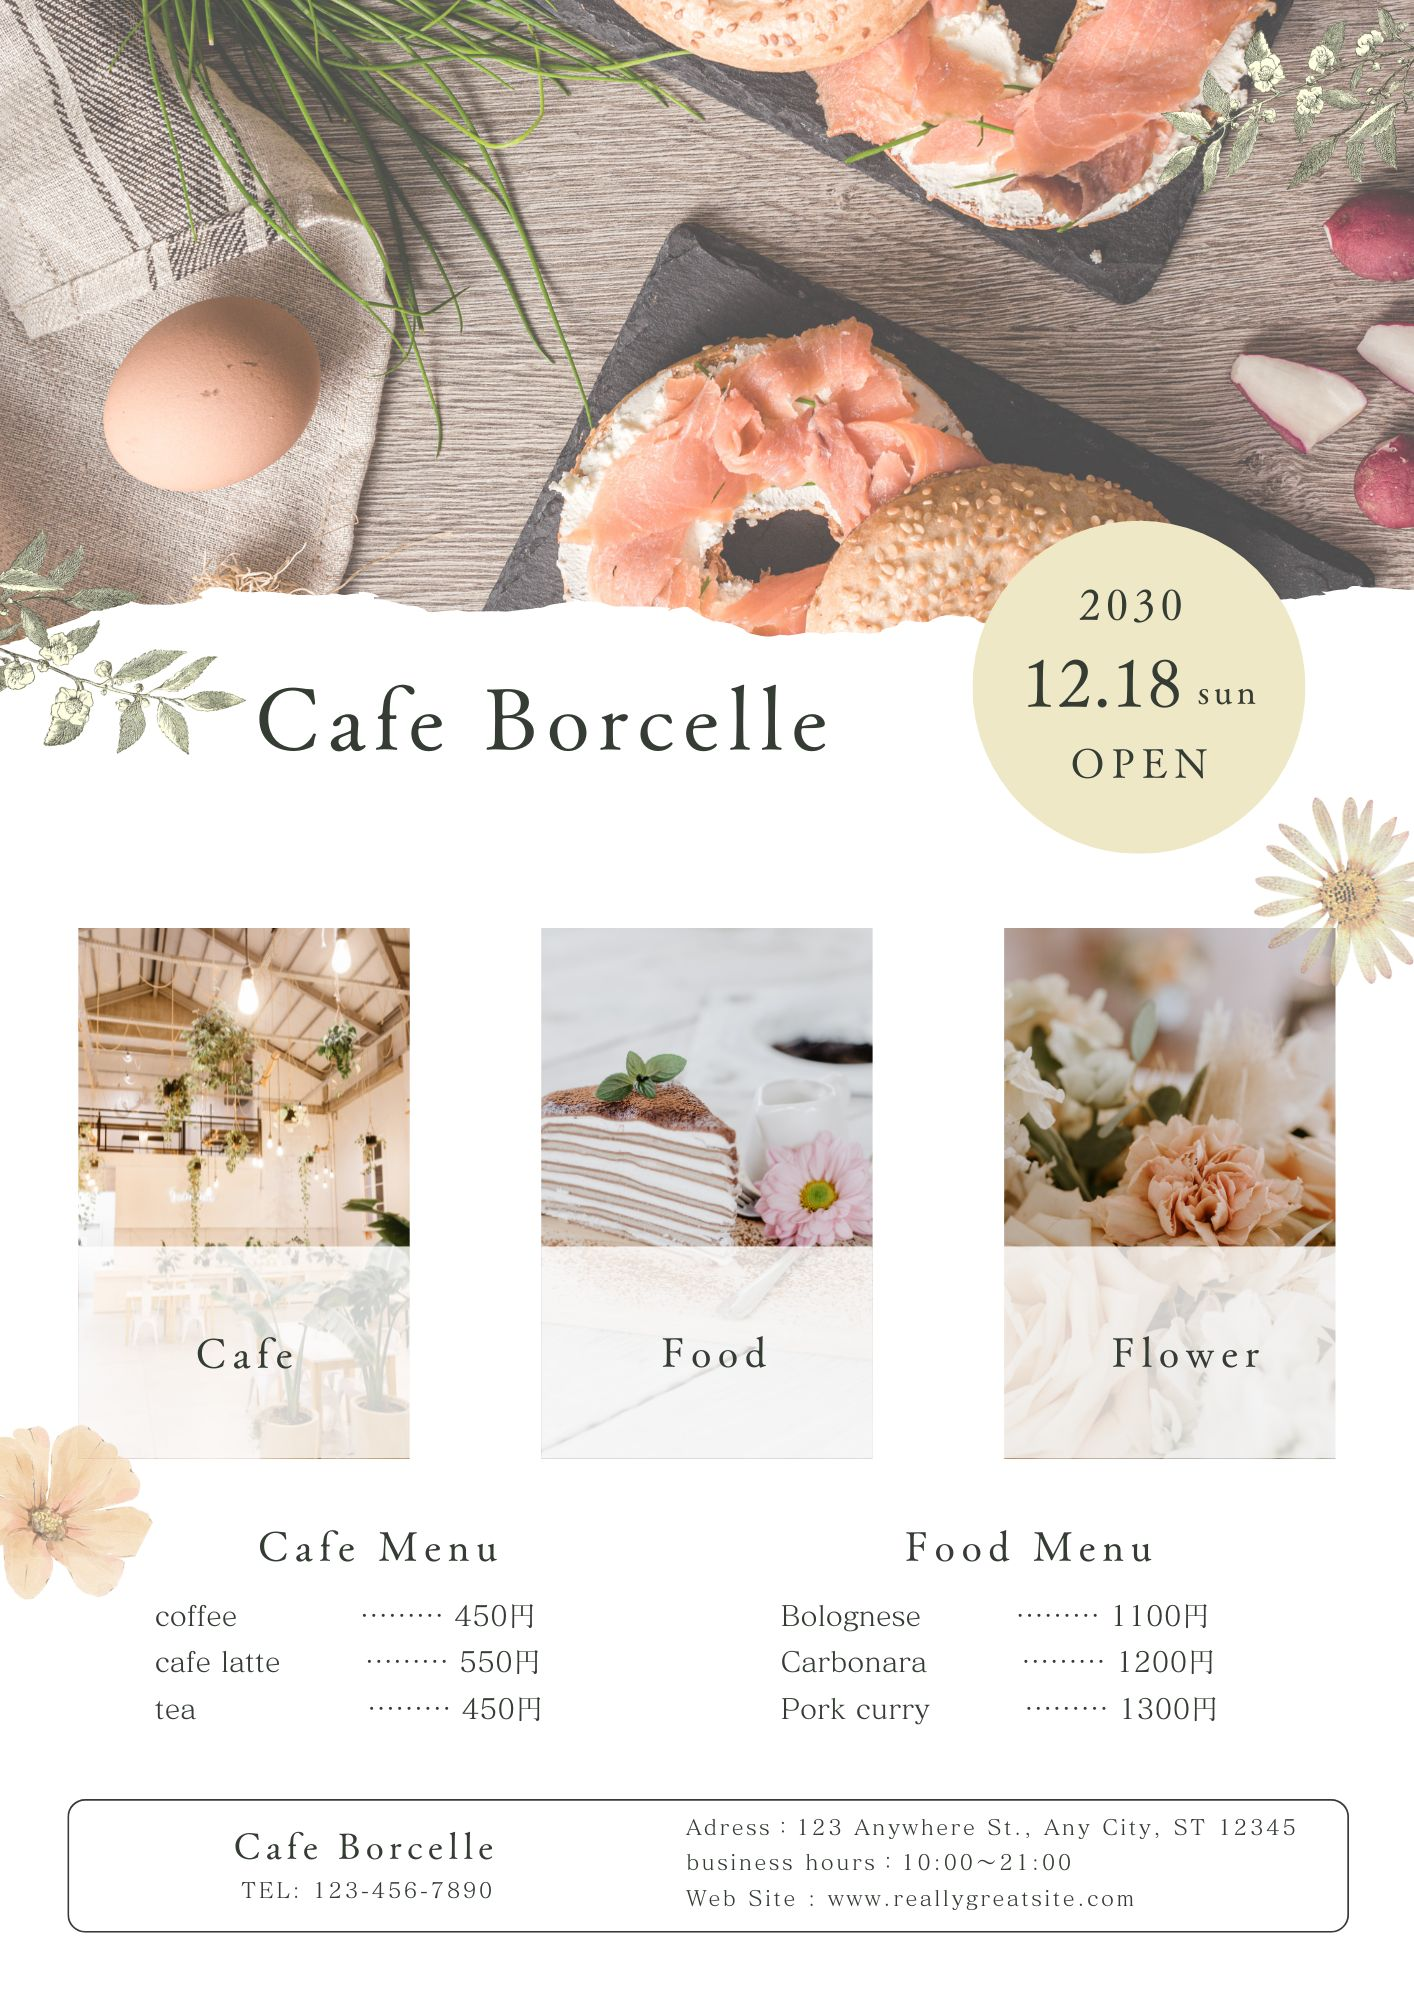 2030
12.18 sun
OPEN
Cafe Borcelle
Cafe
Food
Flower
Cafe Menu
coffee ⋯⋯⋯ 450円
cafe latte ⋯⋯⋯ 550円
tea ⋯⋯⋯ 450円
Food Menu
Bolognese ⋯⋯⋯ 1100円
Carbonara ⋯⋯⋯ 1200円
Pork curry ⋯⋯⋯ 1300円
Cafe Borcelle
TEL: 123-456-7890
Adress：123 Anywhere St., Any City, ST 12345
business hours：10:00〜21:00
Web Site : www.reallygreatsite.com